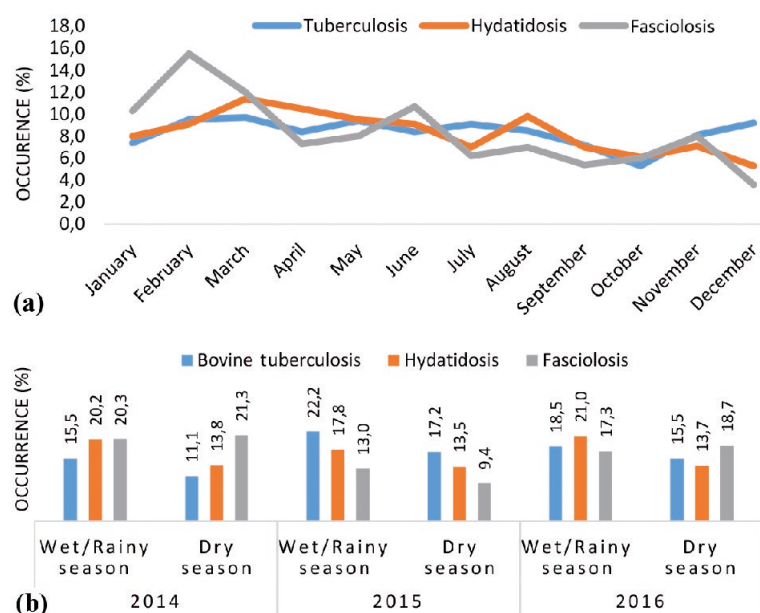 18,0
16,0
14,0
12,0
10,0
8,0
6,0
4,0
2,0
0,0
OCCURENCE (%)
Tuberculosis Hydatidosis Fasciolosis
January February March April May June July August September October November December
(a)
Bovine tuberculosis Hydatidosis Fasciolosis
OCCURRENCE (%)
15,5 20,2 20,3 11,1 13,8 21,3 22,2 17,8 13,0 17,2 13,5 9,4 18,5 21,0 17,3 15,5 13,7 18,7
Wet/Rainy Dry Wet/Rainy Dry Wet/Rainy Dry
season season season season season season
(b) 2014 2015 2016